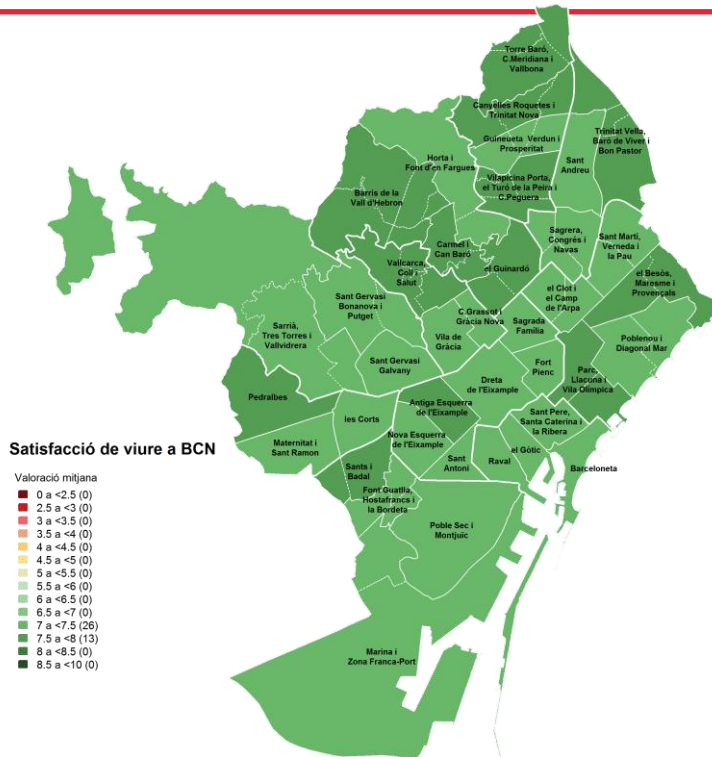 Torre Baró,
C.Meridiana i
Vallbona
Canyelles Roquetes i
Trinitat Nova
Guineueta Verdun i
Prosperitat
Trinitat Vella,
Baró de Viver i
Bon Pastor
Horta i
Font d'en Fargues
Sant
Andreu
Vilapicina Porta,
el Turó de la Peira i
C.Peguera
Barris de la
Vall d'Hebron
Carmel i
Can Baró
Sagrera,
Congrés i
Navas
Sant Martí,
Verneda i
la Pau
Vallcarca,
Coll i
Salut
el Guinardó
el Besòs,
Maresme i
Provençals
el Clot i
el Camp
de l'Arpa
Sant Gervasi
Bonanova i
Putget
C.Grassot i
Gràcia Nova
Sagrada
Família
Sarrià,
Tres Torres i
Vallvidrera
Vila de
Gràcia
Poblenou i
Diagonal Mar
Sant Gervasi
Galvany
Fort
Pienc
Parc,
Llacuna i
Vila Olímpica
Dreta
de l'Eixample
Pedralbes
Antiga Esquerra
de l'Eixample
les Corts
Sant Pere,
Santa Caterina i
la Ribera
Maternitat i
Sant Ramon
Nova Esquerra
de l'Eixample
Sant
Antoni
Raval
el Gòtic
Barceloneta
Sants i
Badal
Font Guatlla,
Hostafrancs i
la Bordeta
Poble Sec i
Montjuïc
Marina i
Zona Franca-Port
Satisfacció de viure a BCN
Valoració mitjana
0 a <2.5 (0)
2.5 a <3 (0)
3 a <3.5 (0)
3.5 a <4 (0)
4 a <4.5 (0)
4.5 a <5 (0)
5 a <5.5 (0)
5.5 a <6 (0)
6 a <6.5 (0)
6.5 a <7 (0)
7 a <7.5 (26)
7.5 a <8 (13)
8 a <8.5 (0)
8.5 a <10 (0)